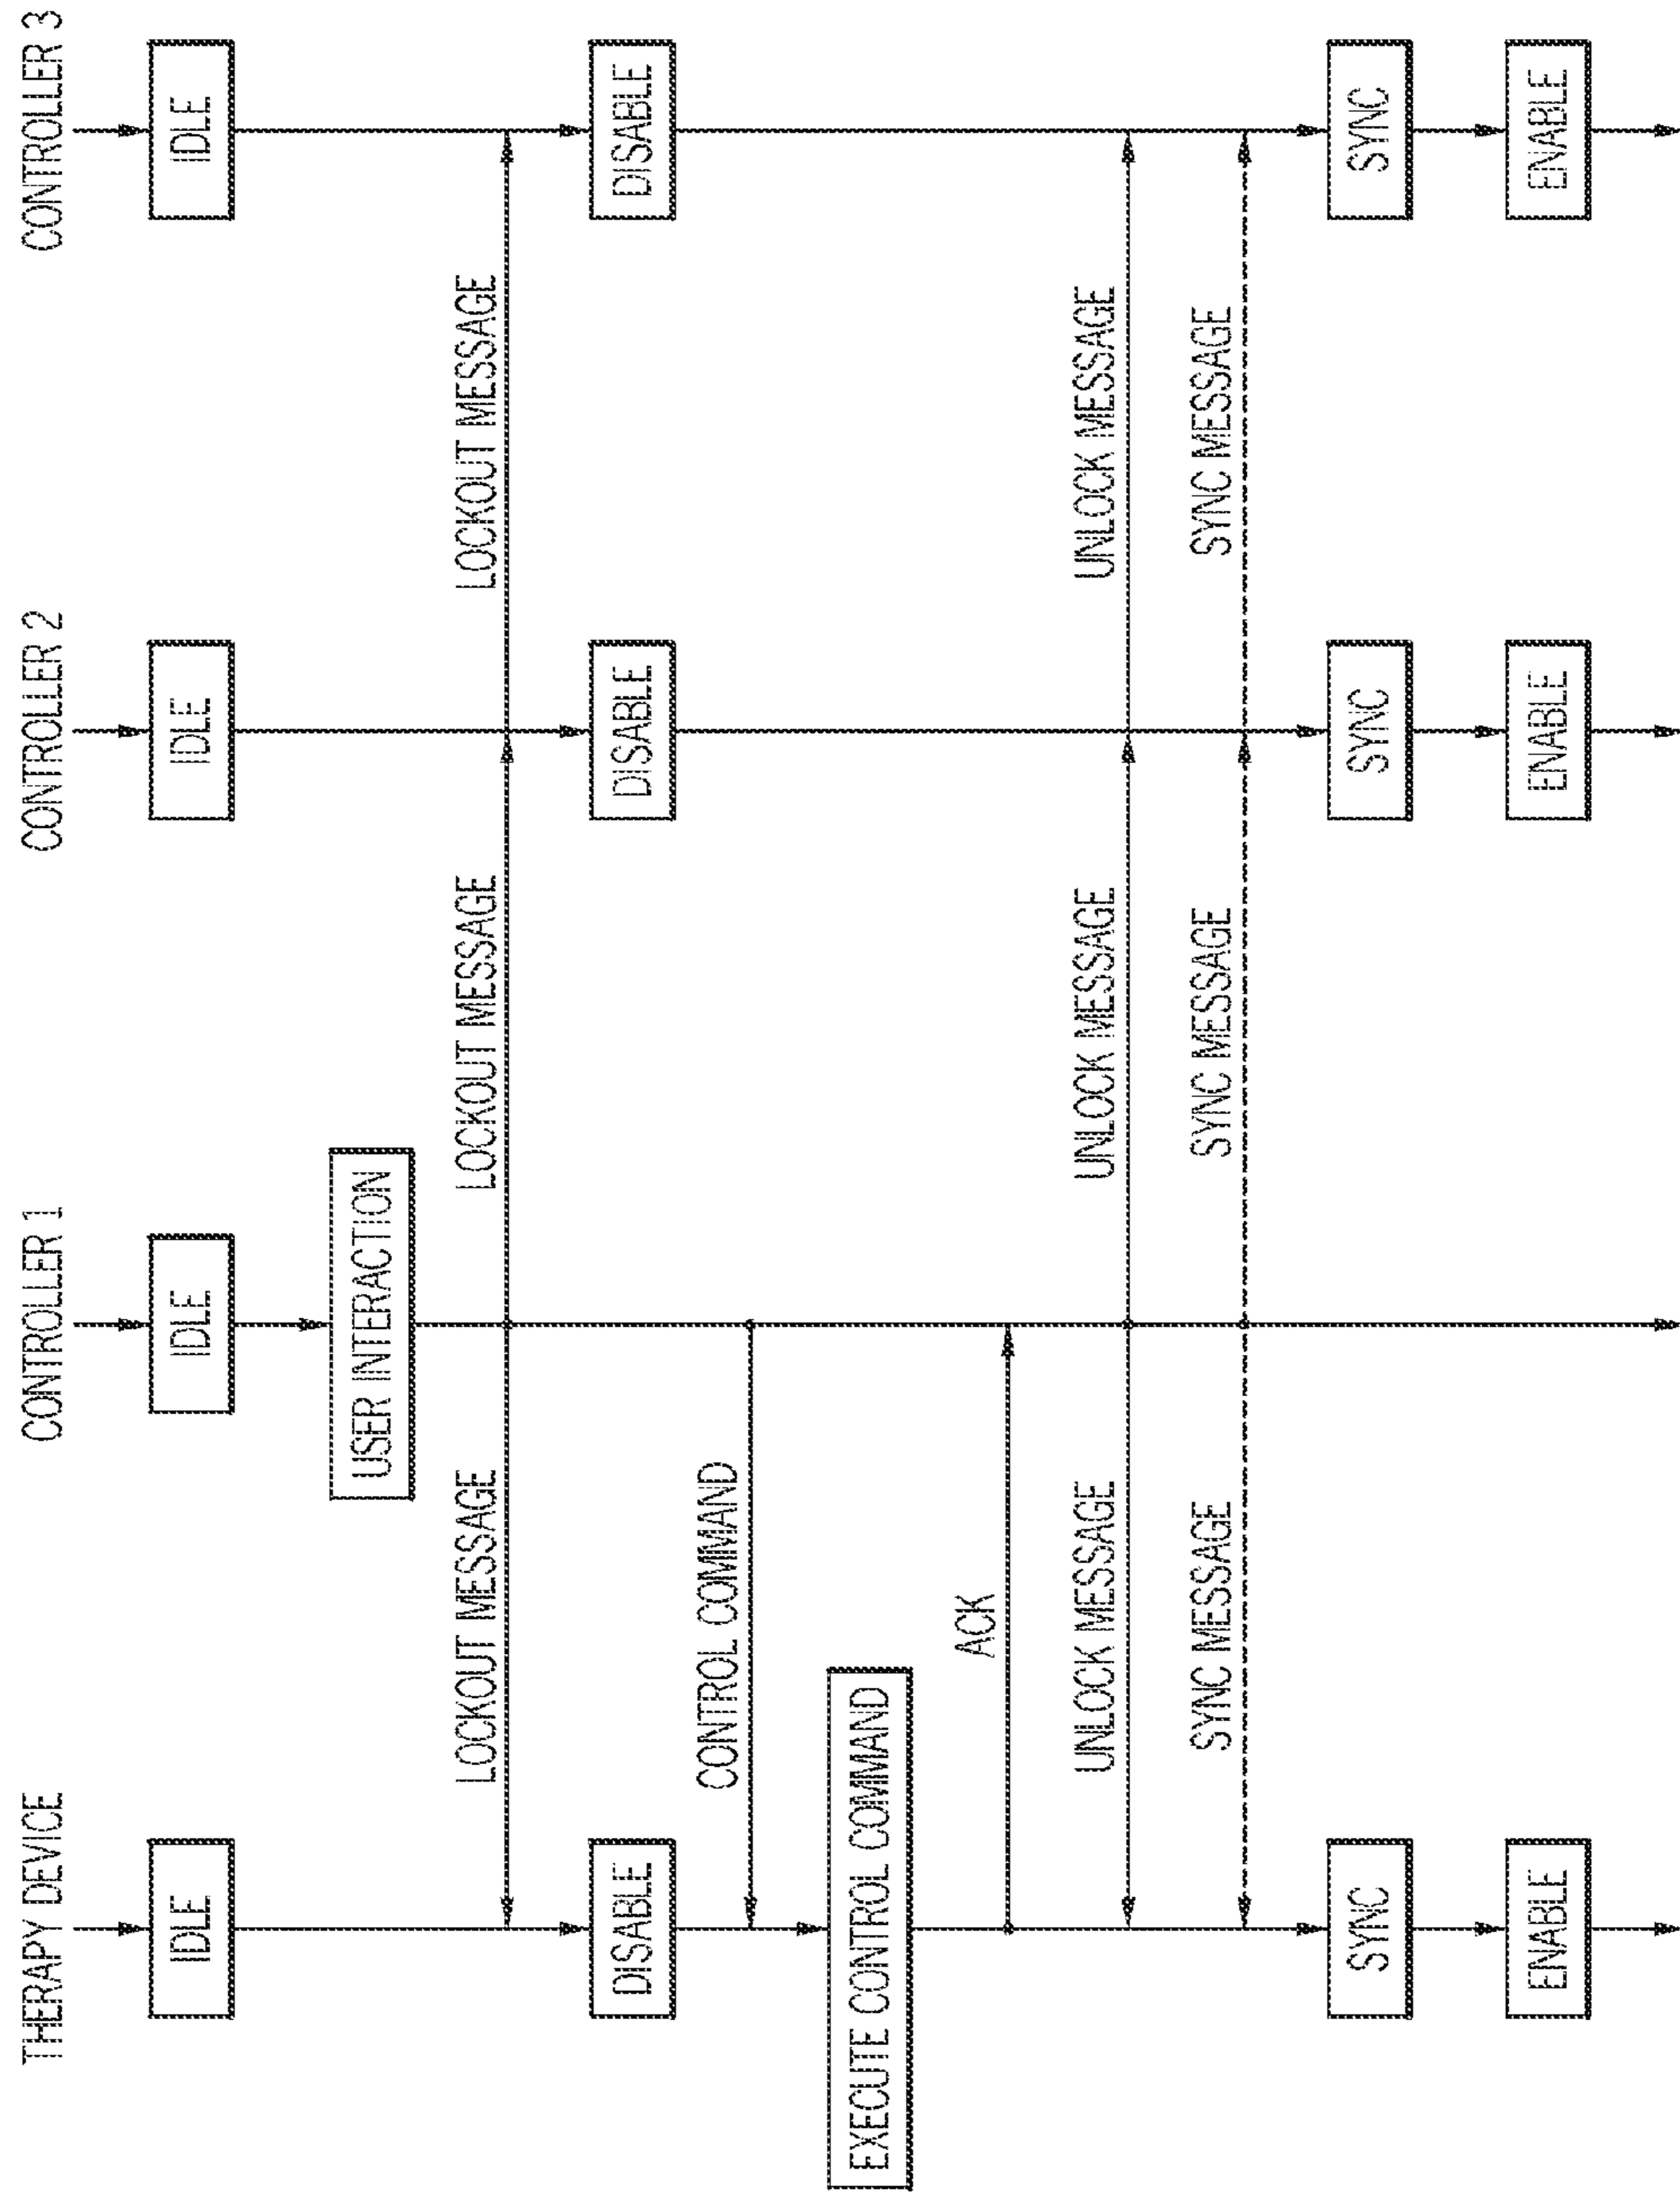 THERAPY DEVICE
CONTROLLER 1
CONTROLLER 2
CONTROLLER 3
IDLE
IDLE
IDLE
IDLE
USER INTERACTION
LOCKOUT MESSAGE
LOCKOUT MESSAGE
LOCKOUT MESSAGE
DISABLE
DISABLE
DISABLE
CONTROL COMMAND
EXECUTE CONTROL COMMAND
ACK
UNLOCK MESSAGE
UNLOCK MESSAGE
UNLOCK MESSAGE
SYNC MESSAGE
SYNC MESSAGE
SYNC MESSAGE
SYNC
SYNC
SYNC
ENABLE
ENABLE
ENABLE